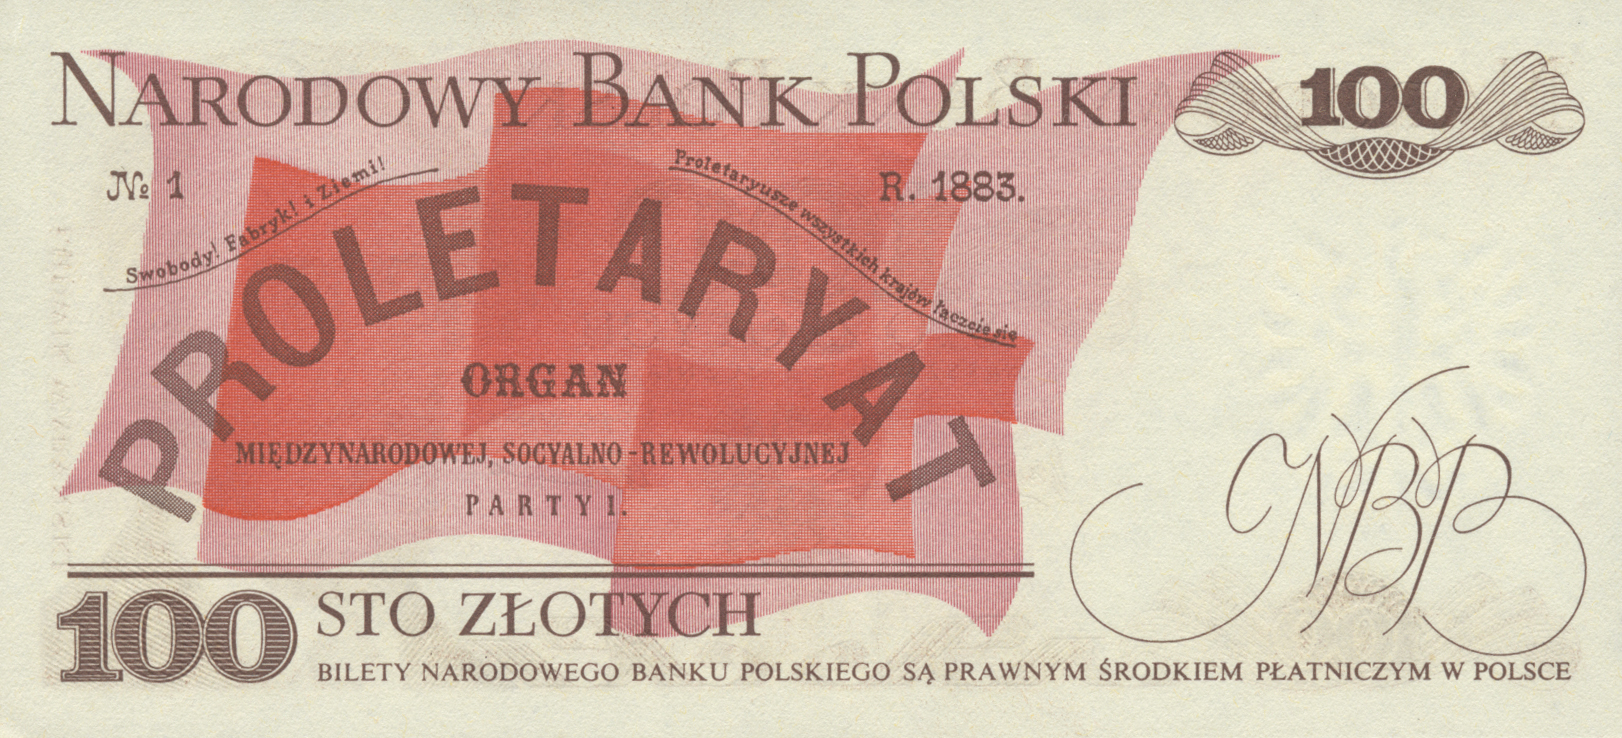 NARODOWY BANK POLSKI
100
№ 1
R. 1883.
Swobody! Fabryk! i Ziemi!
Proletaryusze wszystkich krajów łączcie się
PROLETARYAT
ORGAN
MIĘDZYNARODOWEJ, SOCYALNO-REWOLUCYJNEJ
PARTYI.
NBP
100
STO ZŁOTYCH
BILETY NARODOWEGO BANKU POLSKIEGO SĄ PRAWNYM ŚRODKIEM PŁATNICZYM W POLSCE